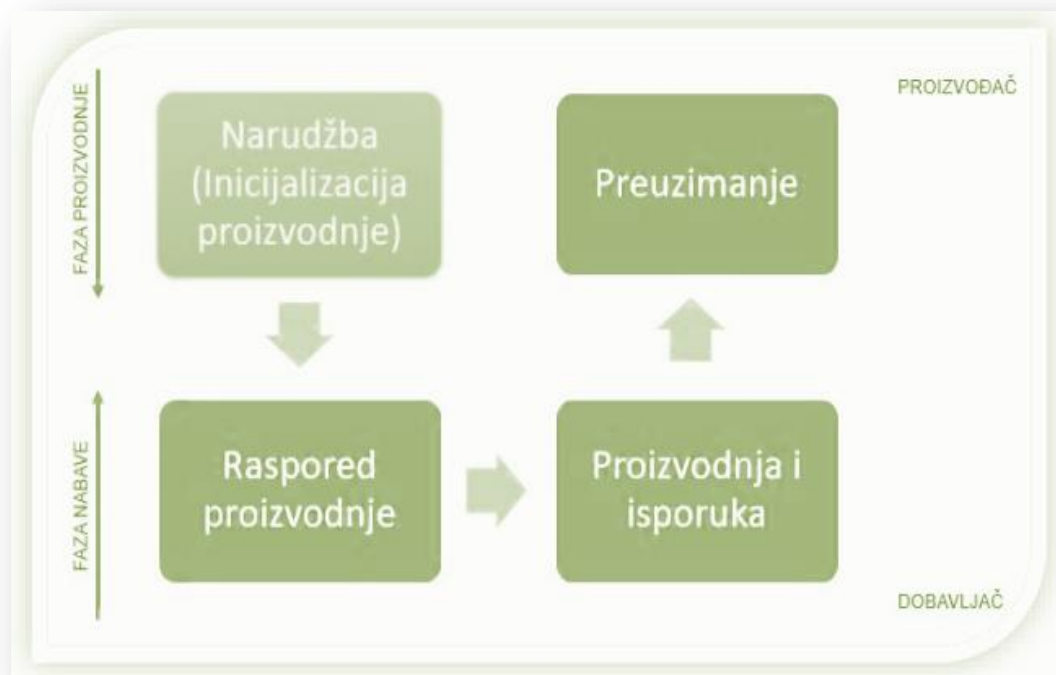 FAZA PROIZVODNJE
Narudžba
(Inicijalizacija
proizvodnje)
Preuzimanje
PROIZVOĐAČ
FAZA NABAVE
Raspored
proizvodnje
Proizvodnja i
isporuka
DOBAVLJAČ